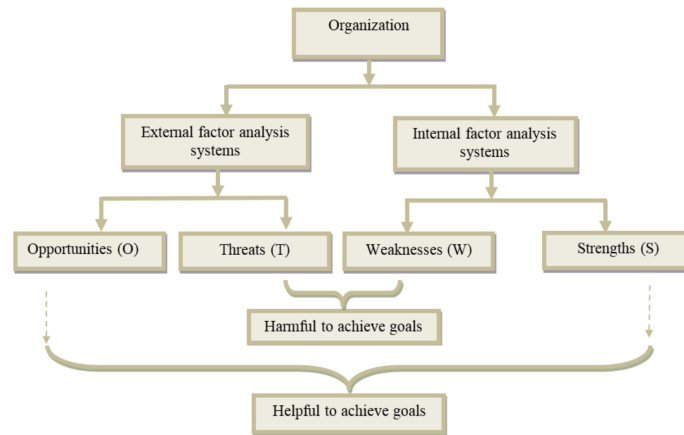 Organization
External factor analysis
systems
Internal factor analysis
systems
Opportunities (O)
Threats (T)
Weaknesses (W)
Strengths (S)
Harmful to achieve goals
Helpful to achieve goals